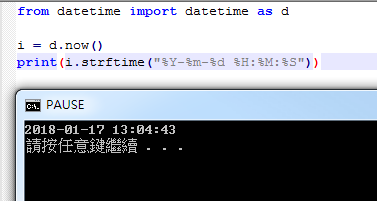 from datetime import datetime as d
i = d.now()
print(i.strftime("%Y-%m-%d %H:%M:%S"))
C:\. PAUSE
2018-01-17 13:04:43
請按任意鍵繼續 . . .